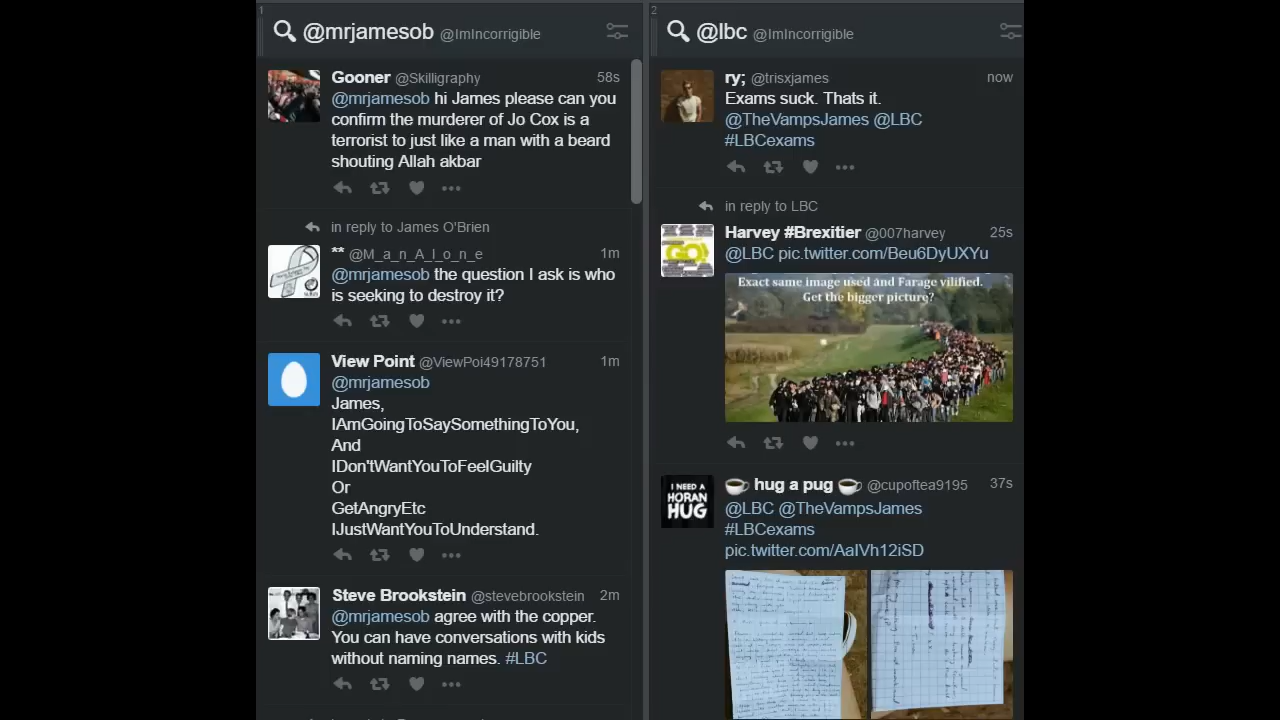 1
@mrjamesob @ImIncorrigible
Gooner @Skilligraphy 58s
@mrjamesob hi James please can you
confirm the murderer of Jo Cox is a
terrorist to just like a man with a beard
shouting Allah akbar
in reply to James O'Brien
** @M_a_n_A_l_o_n_e 1m
@mrjamesob the question I ask is who
is seeking to destroy it?
View Point @ViewPoi49178751 1m
@mrjamesob
James,
IAmGoingToSaySomethingToYou,
And
IDon'tWantYouToFeelGuilty
Or
GetAngryEtc
IJustWantYouToUnderstand.
Steve Brookstein @stevebrookstein 2m
@mrjamesob agree with the copper.
You can have conversations with kids
without naming names. #LBC
2
@lbc @ImIncorrigible
ry; @trisxjames now
Exams suck. Thats it.
@TheVampsJames @LBC
#LBCexams
in reply to LBC
Harvey #Brexitier @007harvey 25s
GO!
@LBC pic.twitter.com/Beu6DyUXYu
Exact same image used and Farage vilified.
Get the bigger picture?
hug a pug @cupoftea9195 37s
I NEED A
HORAN
HUG
@LBC @TheVampsJames
#LBCexams
pic.twitter.com/AaIVh12iSD